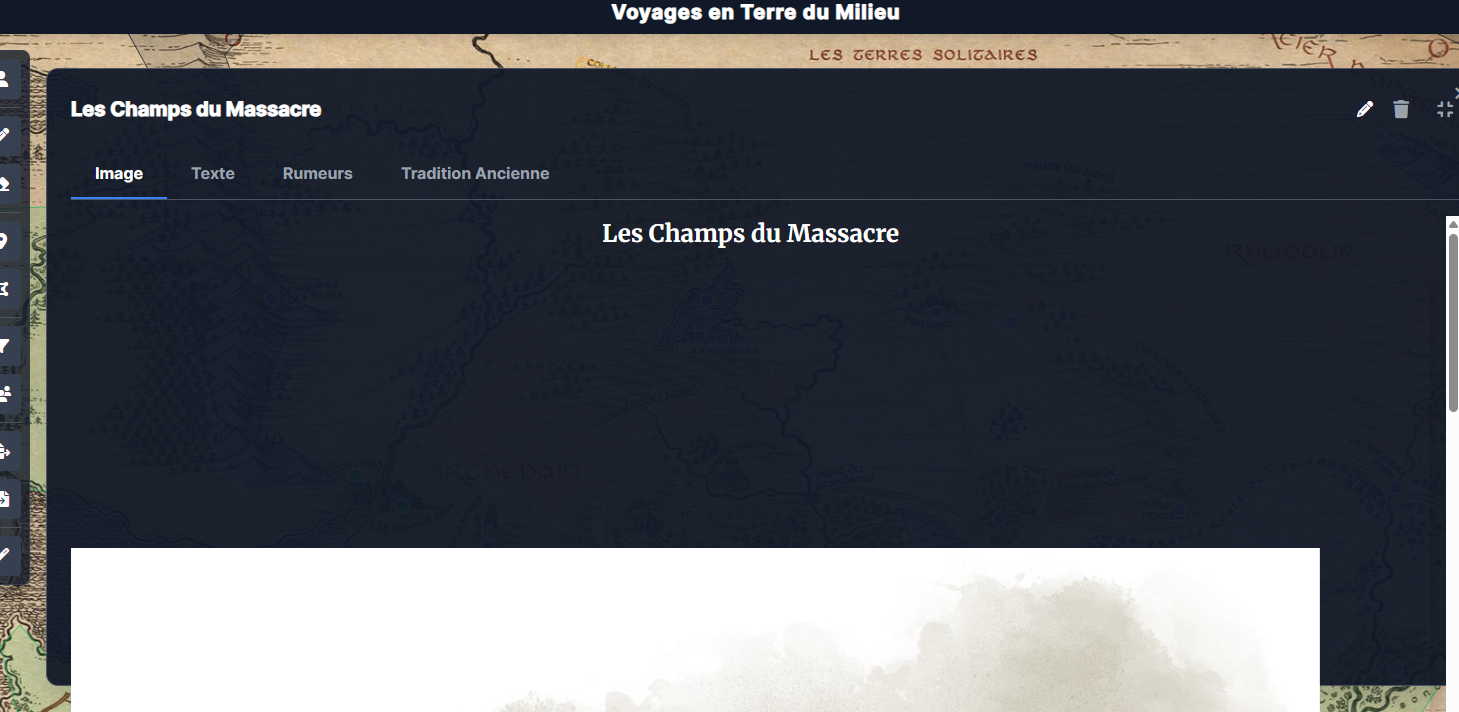 Voyages en Terre du Milieu
LES TERRES SOLITAIRES
Les Champs du Massacre
Image
Texte
Rumeurs
Tradition Ancienne
Les Champs du Massacre
RHUDAUR